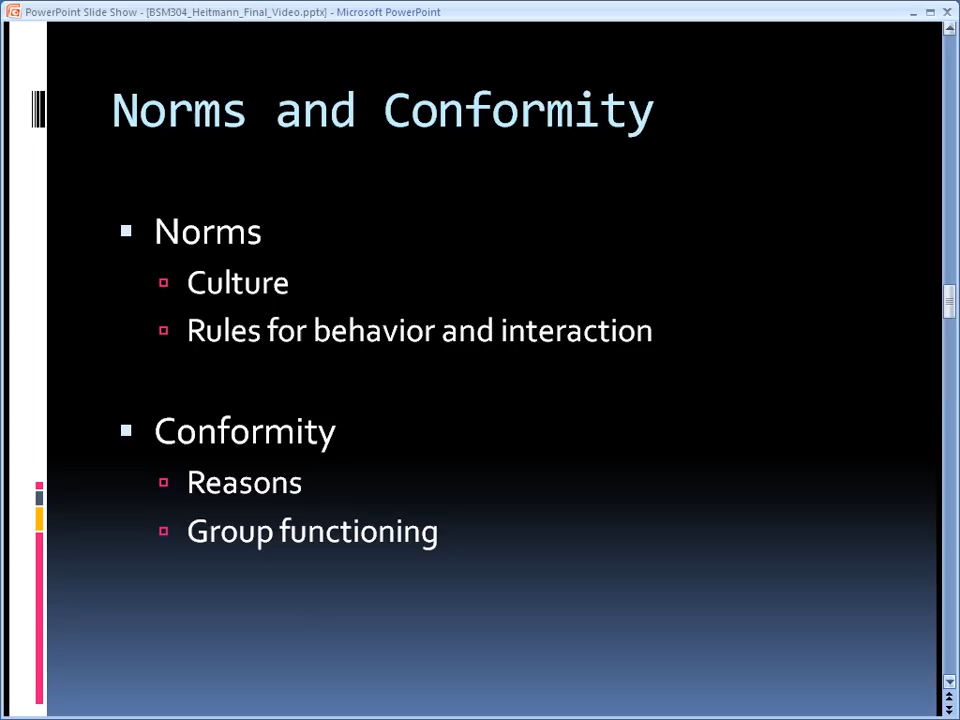 PowerPoint Slide Show - [BSM304_Heitmann_Final_Video.pptx] - Microsoft PowerPoint
Norms and Conformity
Norms
Culture
Rules for behavior and interaction
Conformity
Reasons
Group functioning